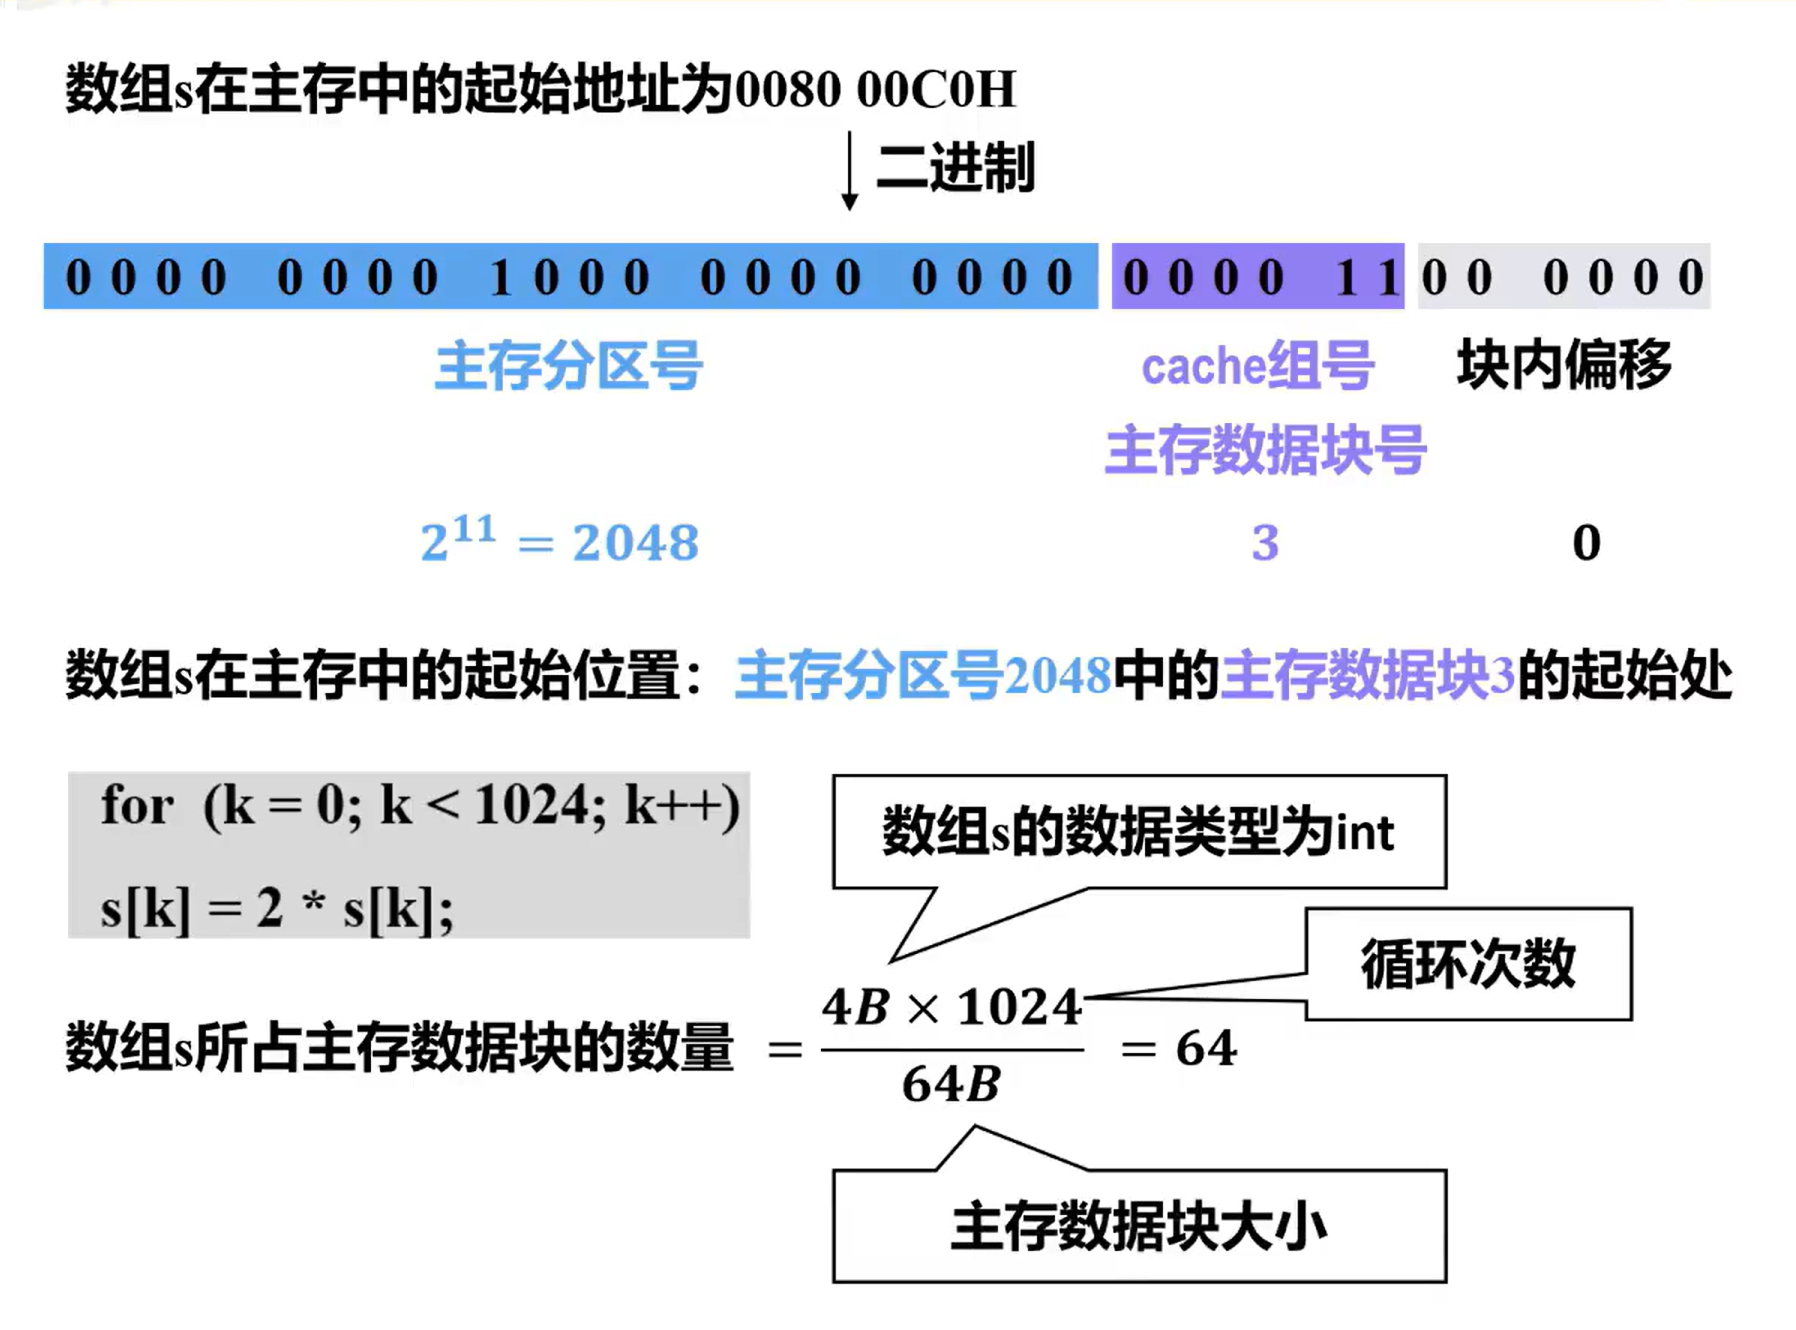 数组s在主存中的起始地址为0080 00C0H
二进制
0000 0000 1000 0000 0000 0000 1100 0000
主存分区号 cache组号 块内偏移
主存数据块号
2^11 = 2048 3 0
数组s在主存中的起始位置：主存分区号2048中的主存数据块3的起始处
for (k = 0; k < 1024; k++)
s[k] = 2 * s[k];
数组s的数据类型为int
循环次数
数组s所占主存数据块的数量 = 4B × 1024 / 64B = 64
主存数据块大小